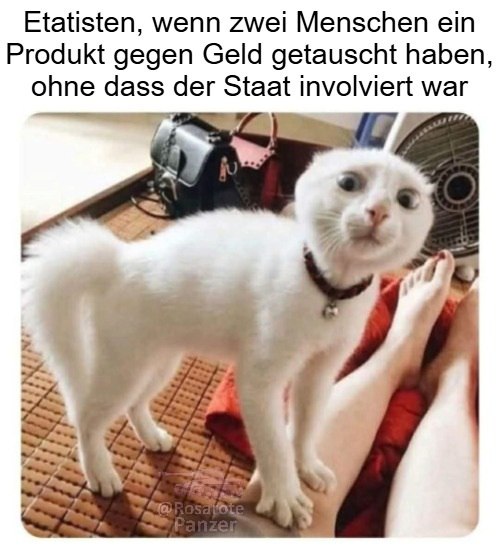 Etatisten, wenn zwei Menschen ein
Produkt gegen Geld getauscht haben,
ohne dass der Staat involviert war
@Rosarote
Panzer